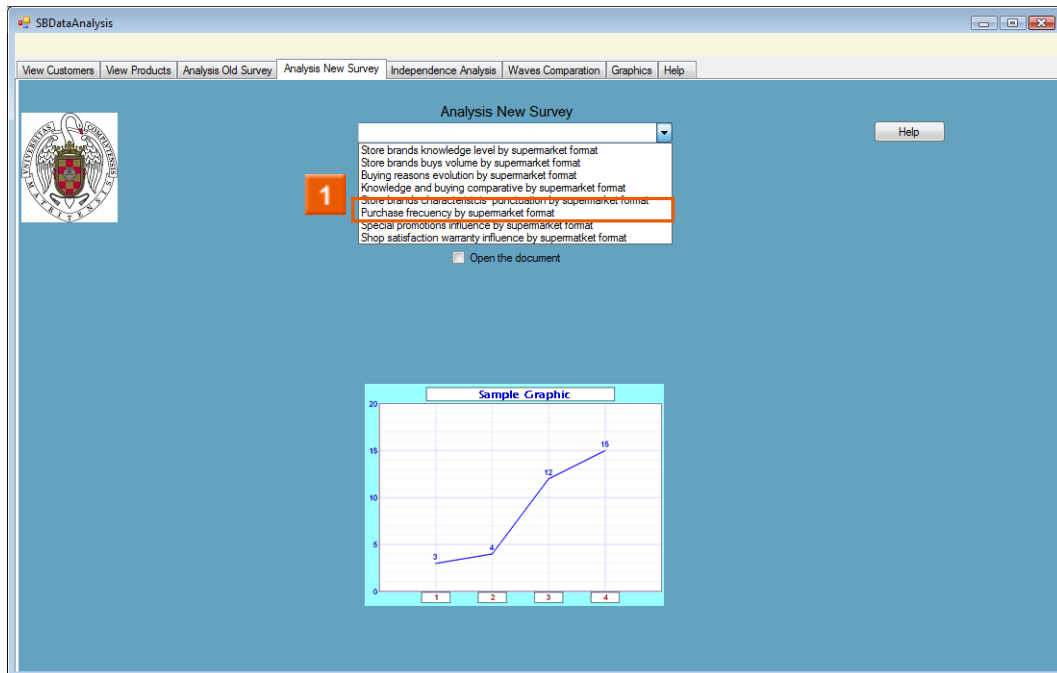 SBDataAnalysis
View Customers View Products Analysis Old Survey Analysis New Survey Independence Analysis Waves Comparation Graphics Help
Analysis New Survey
Help
Store brands knowledge level by supermarket format
Store brands buys volume by supermarket format
Buying reasons evolution by supermarket format
Knowledge and buying comparative by supermarket format
1
Store brands characteristcis punctuation by supermarket format
Purchase frecuency by supermarket format
Special promotions influence by supermarket format
Shop satisfaction warranty influence by supematket format
Open the document
Sample Graphic
20
15
10
5
0
3
4
12
15
1 2 3 4